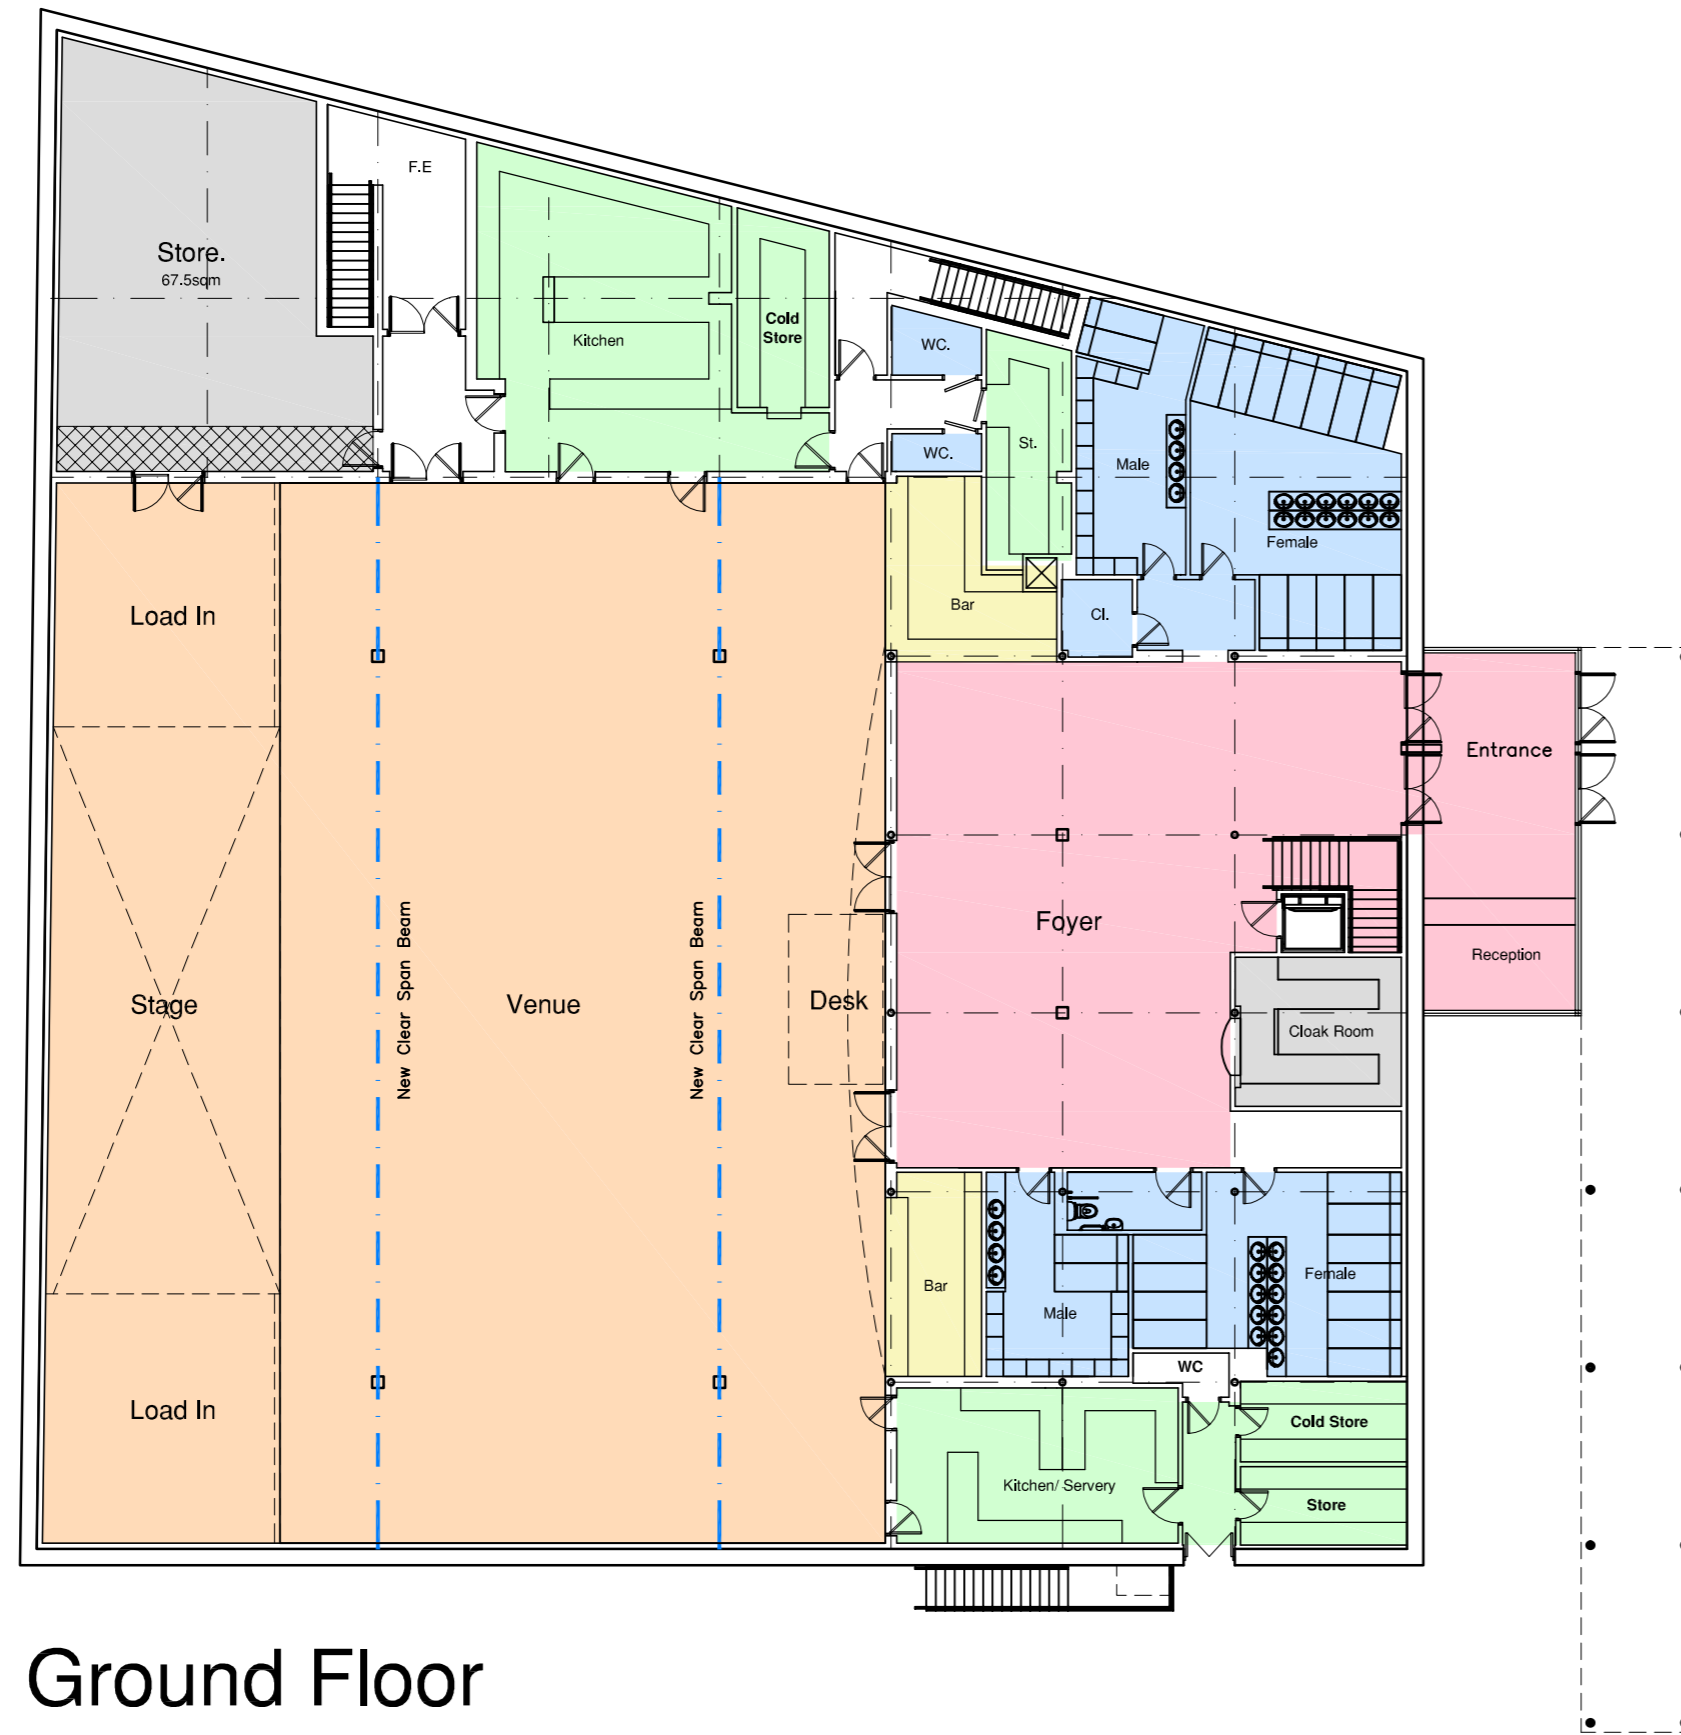 F.E
Store.
67.5sqm
Kitchen
Cold
Store
WC.
WC.
St.
Male
Female
Bar
Cl.
Load In
Entrance
Foyer
New Clear Span Beam
New Clear Span Beam
Stage
Venue
Desk
Reception
Cloak Room
Bar
Male
Female
WC
Load In
Cold Store
Kitchen/ Servery
Store
Ground Floor